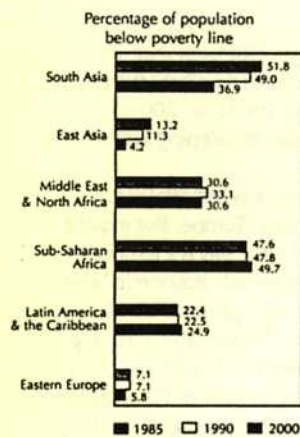 Percentage of population
below poverty line
South Asia
51.8
49.0
36.9
East Asia
13.2
11.3
4.2
Middle East
& North Africa
30.6
33.1
30.6
Sub-Saharan
Africa
47.6
47.8
49.7
Latin America
& the Caribbean
22.4
22.5
24.9
Eastern Europe
7.1
7.1
5.8
1985 1990 2000